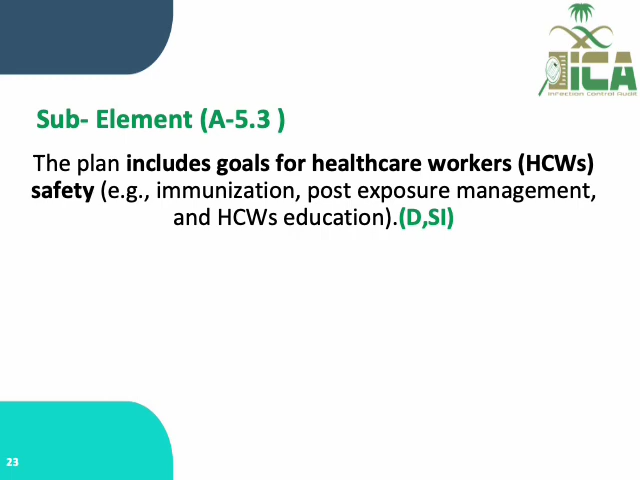 iCA
Infection Control Audit
Sub- Element (A-5.3 )
The plan includes goals for healthcare workers (HCWs)
safety (e.g., immunization, post exposure management,
and HCWs education).(D,SI)
23